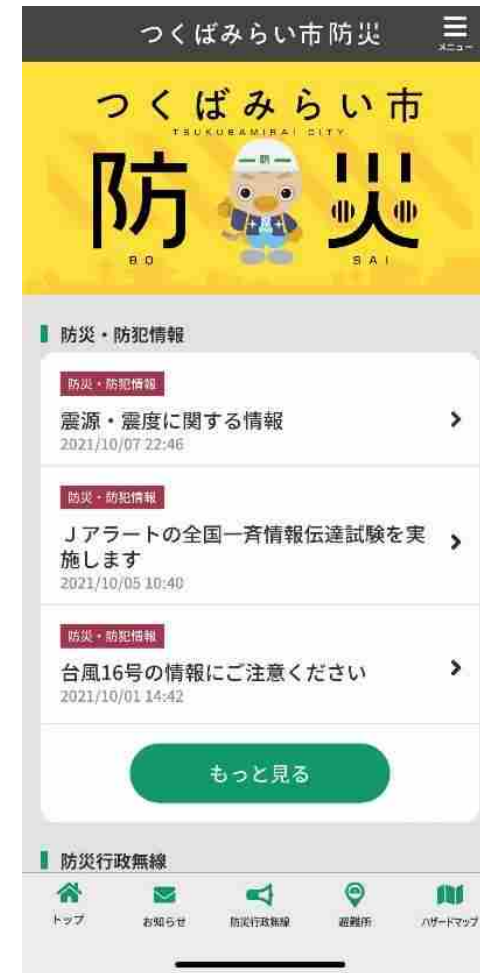 つくばみらい市防災
メニュー
つくばみらい市
TSUKUBAMIRAI CITY
防災
BO SAI
防災・防犯情報
防災・防犯情報
震源・震度に関する情報
2021/10/07 22:46
防災・防犯情報
Jアラートの全国一斉情報伝達試験を実
施します
2021/10/05 10:40
防災・防犯情報
台風16号の情報にご注意ください
2021/10/01 14:42
もっと見る
防災行政無線
トップ お知らせ 防災行政無線 避難所 ハザードマップ